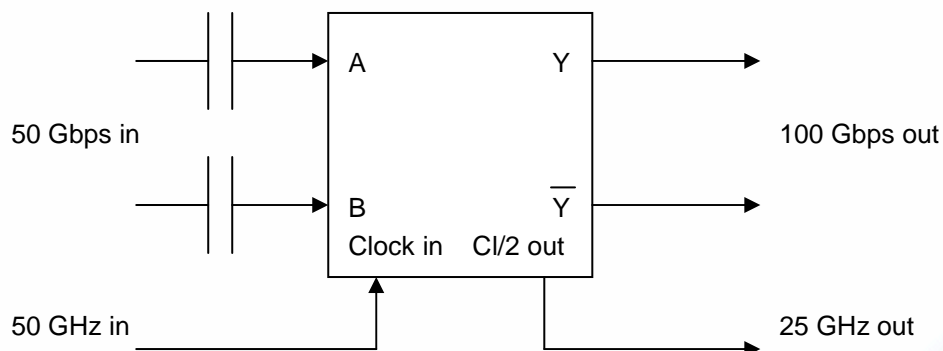 A Y
50 Gbps in 100 Gbps out
B Y̅
Clock in Cl/2 out
50 GHz in 25 GHz out